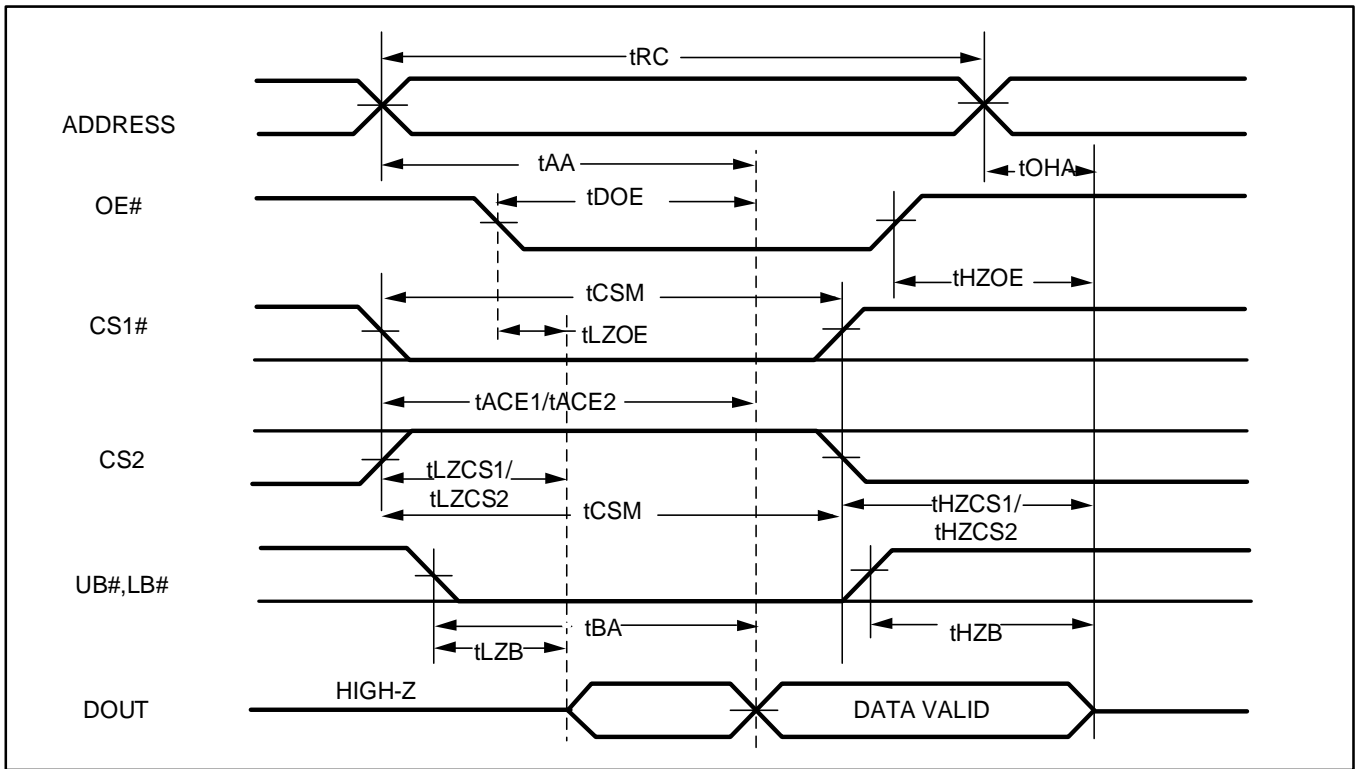 tRC
ADDRESS
tAA
tOHA
OE#
tDOE
tHZOE
tCSM
CS1#
tLZOE
tACE1/tACE2
CS2
tLZCS1/
tLZCS2
tCSM
tHZCS1/
tHZCS2
UB#,LB#
tBA
tHZB
tLZB
HIGH-Z
DOUT
DATA VALID